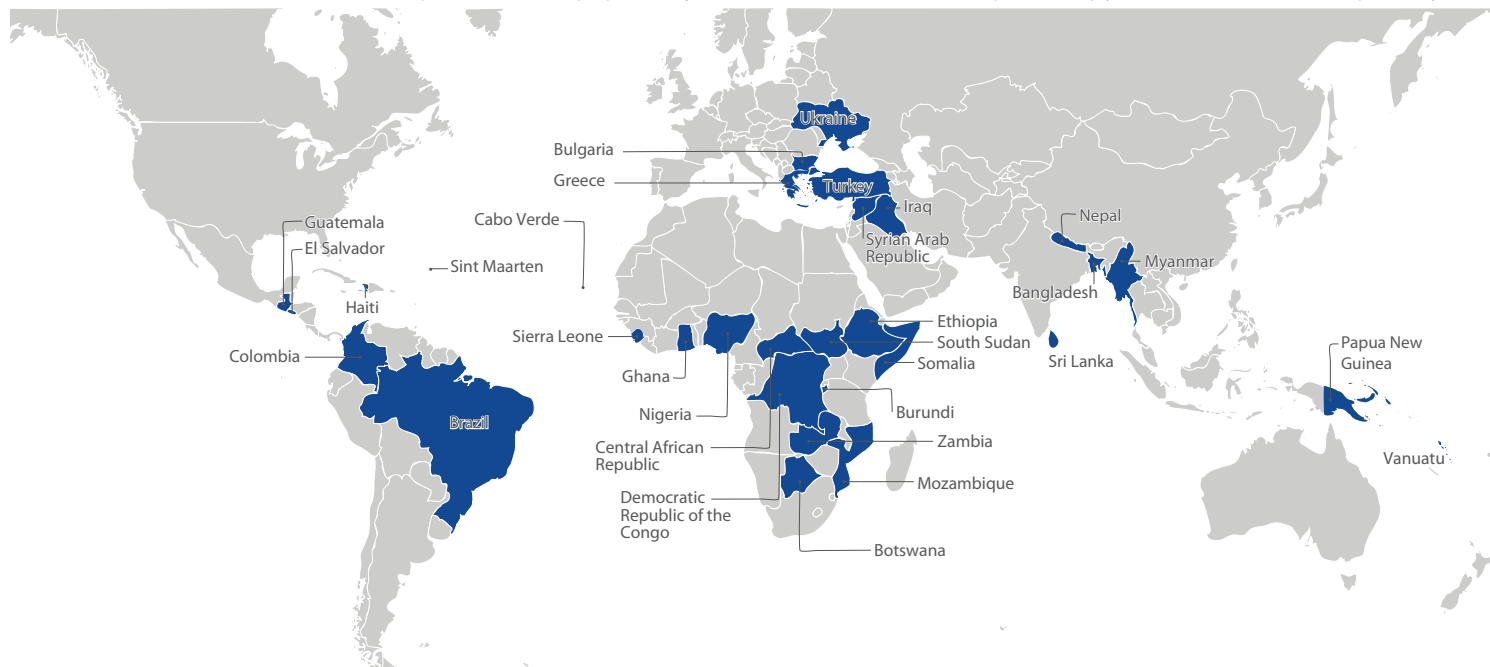 Ukraine
Bulgaria
Greece
Turkey
Iraq
Syrian Arab
Republic
Nepal
Myanmar
Bangladesh
Guatemala
El Salvador
Cabo Verde
Sint Maarten
Haiti
Colombia
Brazil
Sierra Leone
Ghana
Nigeria
Central African
Republic
Democratic
Republic of the
Congo
Ethiopia
South Sudan
Somalia
Burundi
Zambia
Mozambique
Botswana
Sri Lanka
Papua New
Guinea
Vanuatu